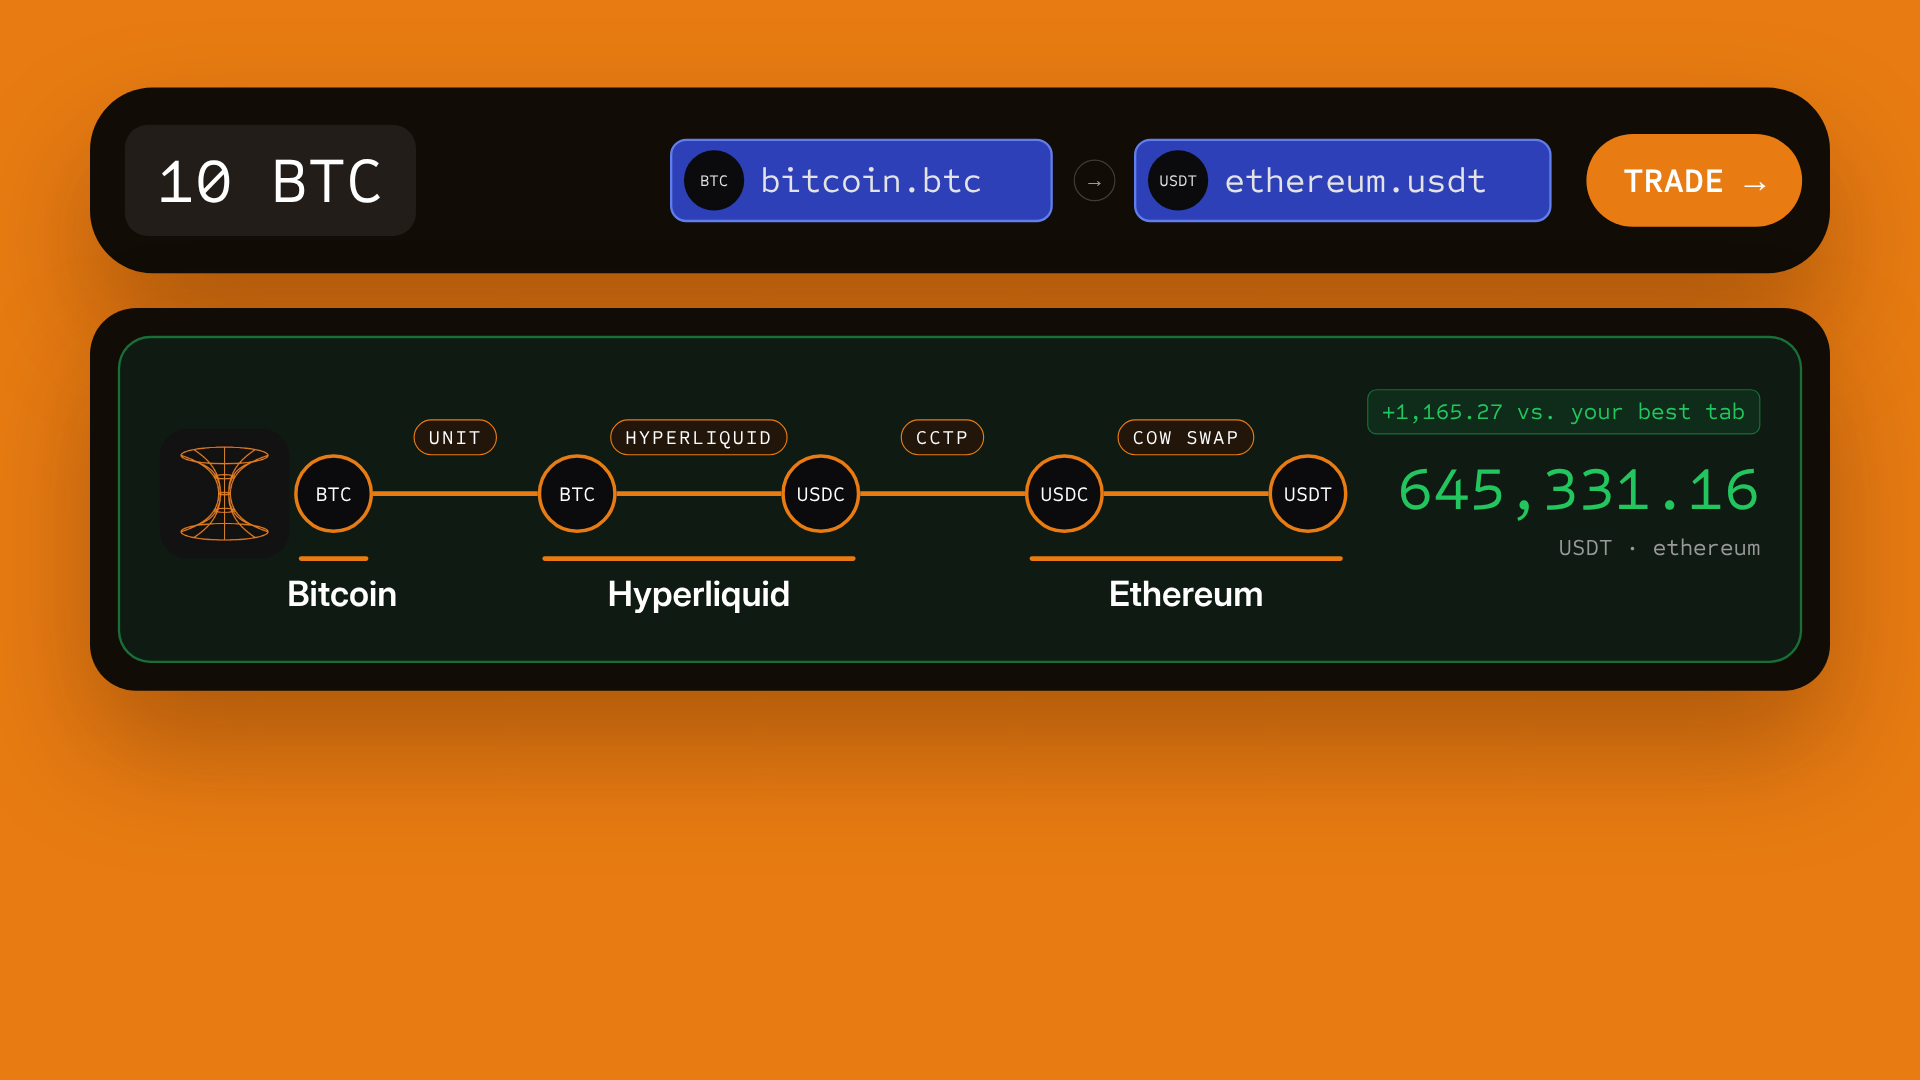 10 BTC
BTC bitcoin.btc → USDT ethereum.usdt
TRADE →
+1,165.27 vs. your best tab
UNIT HYPERLIQUID CCTP COW SWAP
BTC BTC USDC USDC USDT
645,331.16
USDT · ethereum
Bitcoin Hyperliquid Ethereum